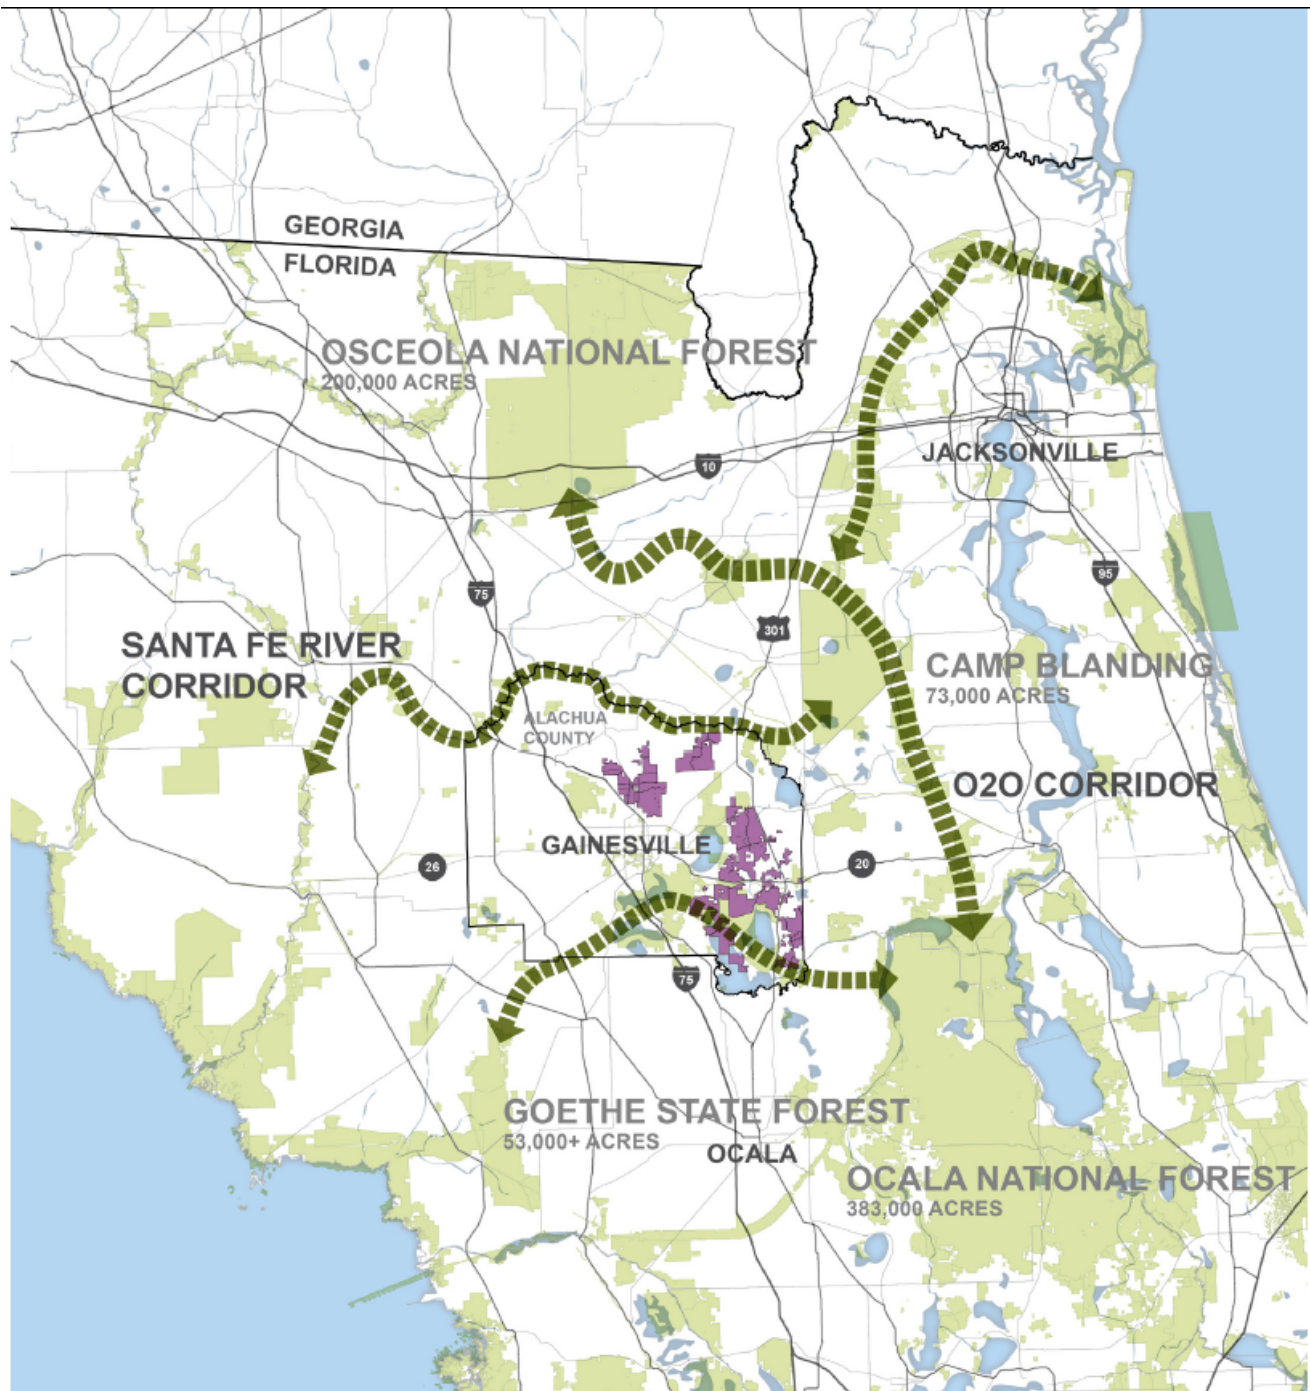 GEORGIA
FLORIDA
OSCEOLA NATIONAL FOREST
200,000 ACRES
JACKSONVILLE
10
95
75
301
SANTA FE RIVER
CORRIDOR
CAMP BLANDING
73,000 ACRES
ALACHUA
COUNTY
O2O CORRIDOR
GAINESVILLE
26
20
75
GOETHE STATE FOREST
53,000+ ACRES
OCALA
OCALA NATIONAL FOREST
383,000 ACRES